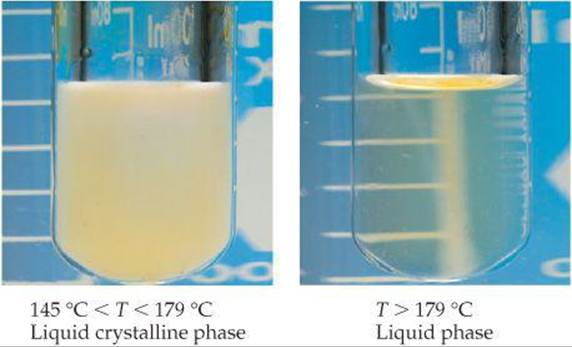 145 °C < T < 179 °C
Liquid crystalline phase
T > 179 °C
Liquid phase